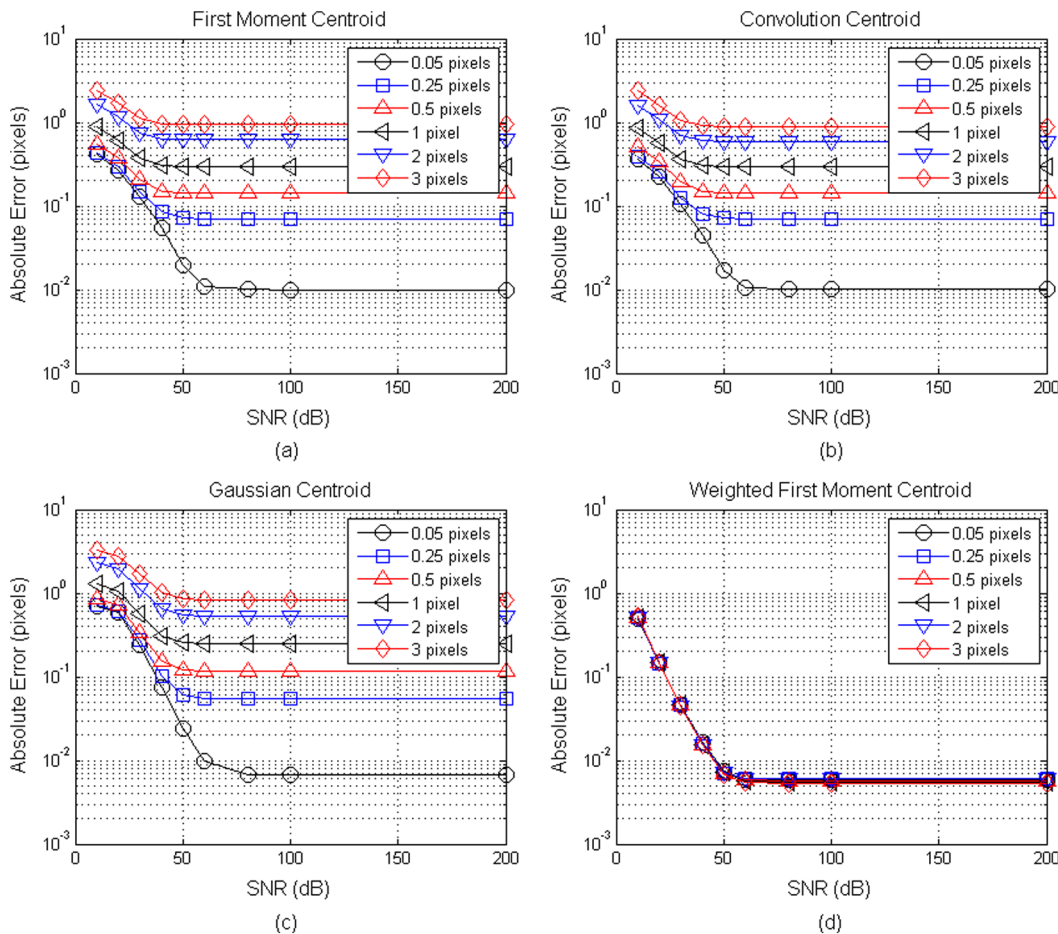 First Moment Centroid
Absolute Error (pixels)
10^1
10^0
10^-1
10^-2
10^-3
0.05 pixels
0.25 pixels
0.5 pixels
1 pixel
2 pixels
3 pixels
0 50 100 150 200
SNR (dB)
(a)
Convolution Centroid
Absolute Error (pixels)
10^1
10^0
10^-1
10^-2
10^-3
0.05 pixels
0.25 pixels
0.5 pixels
1 pixel
2 pixels
3 pixels
0 50 100 150 200
SNR (dB)
(b)
Gaussian Centroid
Absolute Error (pixels)
10^1
10^0
10^-1
10^-2
10^-3
0.05 pixels
0.25 pixels
0.5 pixels
1 pixel
2 pixels
3 pixels
0 50 100 150 200
SNR (dB)
(c)
Weighted First Moment Centroid
Absolute Error (pixels)
10^1
10^0
10^-1
10^-2
10^-3
0.05 pixels
0.25 pixels
0.5 pixels
1 pixel
2 pixels
3 pixels
0 50 100 150 200
SNR (dB)
(d)